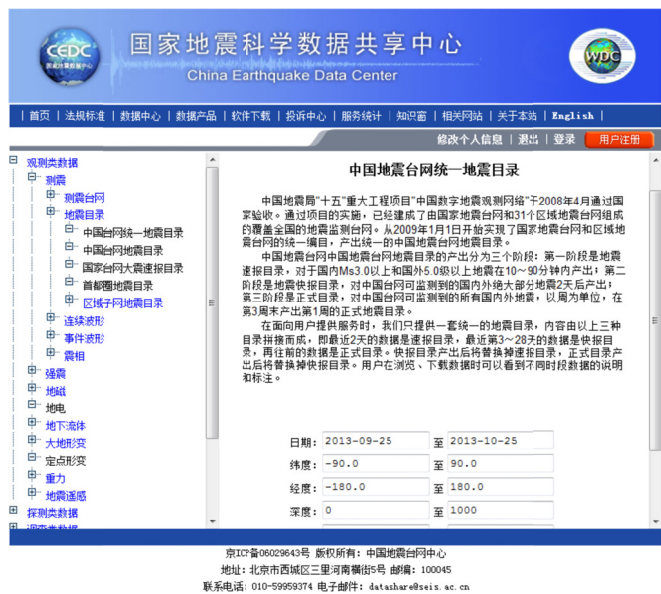 CEDC
国家地震科学数据共享中心
China Earthquake Data Center
WDC
| 首页 | 法规标准 | 数据中心 | 数据产品 | 软件下载 | 投诉中心 | 服务统计 | 知识窗 | 相关网站 | 关于本站 | English |
修改个人信息 | 退出 | 登录 用户注册
观测类数据
测震
测震台网
地震目录
中国台网统一地震目录
中国台网地震目录
国家台网大震速报目录
首都圈地震目录
区域子网地震目录
连续波形
事件波形
震相
强震
地磁
地电
地下流体
大地形变
定点形变
重力
地震遥感
探测类数据
调查类数据
中国地震台网统一地震目录
中国地震局"十五"重大工程项目"中国数字地震观测网络"于2008年4月通过国
家验收。通过项目的实施，已经建成了由国家地震台网和31个区域地震台网组成
的覆盖全国的地震监测台网。从2009年1月1日开始实现了国家地震台网和区域地
震台网的统一编目，产出统一的中国地震台网地震目录。
中国地震台网中国地震台网地震目录的产出分为三个阶段：第一阶段是地震
速报目录，对于国内Ms3.0以上和国外5.0级以上地震在10～90分钟内产出；第二
阶段是地震快报目录，对中国台网可监测到的国内外绝大部分地震2天后产出；
第三阶段是正式目录，对中国台网可监测到的所有国内外地震，以周为单位，在
第3周末产出第1周的正式地震目录。
在面向用户提供服务时，我们只提供一套统一的地震目录，内容由以上三种
目录拼接而成，即最近2天的数据是速报目录，最近第3～28天的数据是快报目
录，再往前的数据是正式目录。快报目录产出后将替换掉速报目录，正式目录产
出后将替换掉快报目录。用户在浏览、下载数据时可以看到不同时段数据的说明
和标注。
日期： 2013-09-25 至 2013-10-25
纬度： -90.0 至 90.0
经度： -180.0 至 180.0
深度： 0 至 1000
京ICP备06029643号 版权所有：中国地震台网中心
地址：北京市西城区三里河南横街5号 邮编：100045
联系电话：010-59959374 电子邮件：datashare@seis.ac.cn